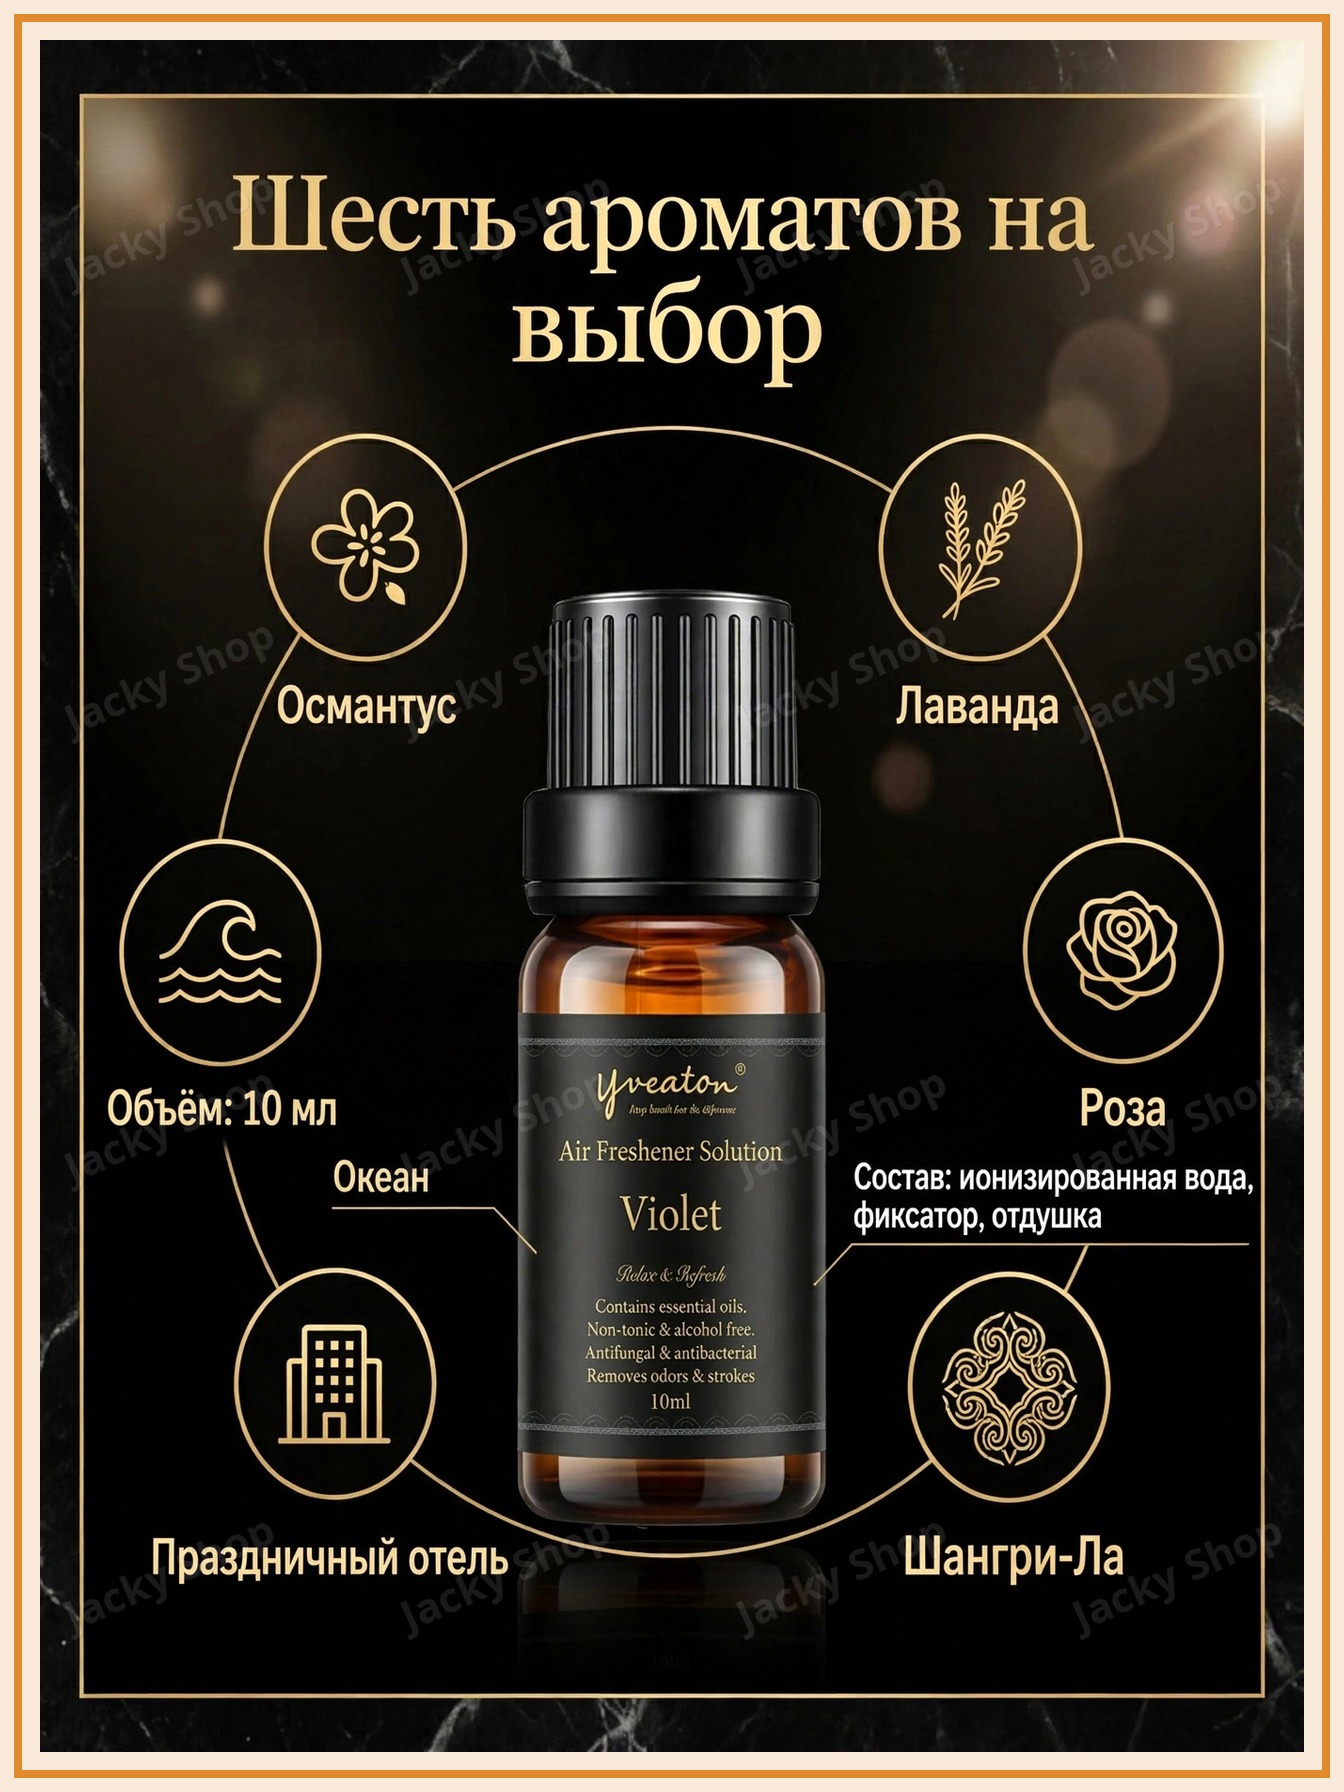 Шесть ароматов на
выбор
Османтус
Лаванда
Объём: 10 мл
Роза
Океан
Состав: ионизированная вода,
фиксатор, отдушка
yveaton®
Air Freshener Solution
Violet
Relax & Refresh
Contains essential oils.
Non-tonic & alcohol free.
Antifungal & antibacterial
Removes odors & strokes
10ml
Праздничный отель
Шангри-Ла
Jacky Shop